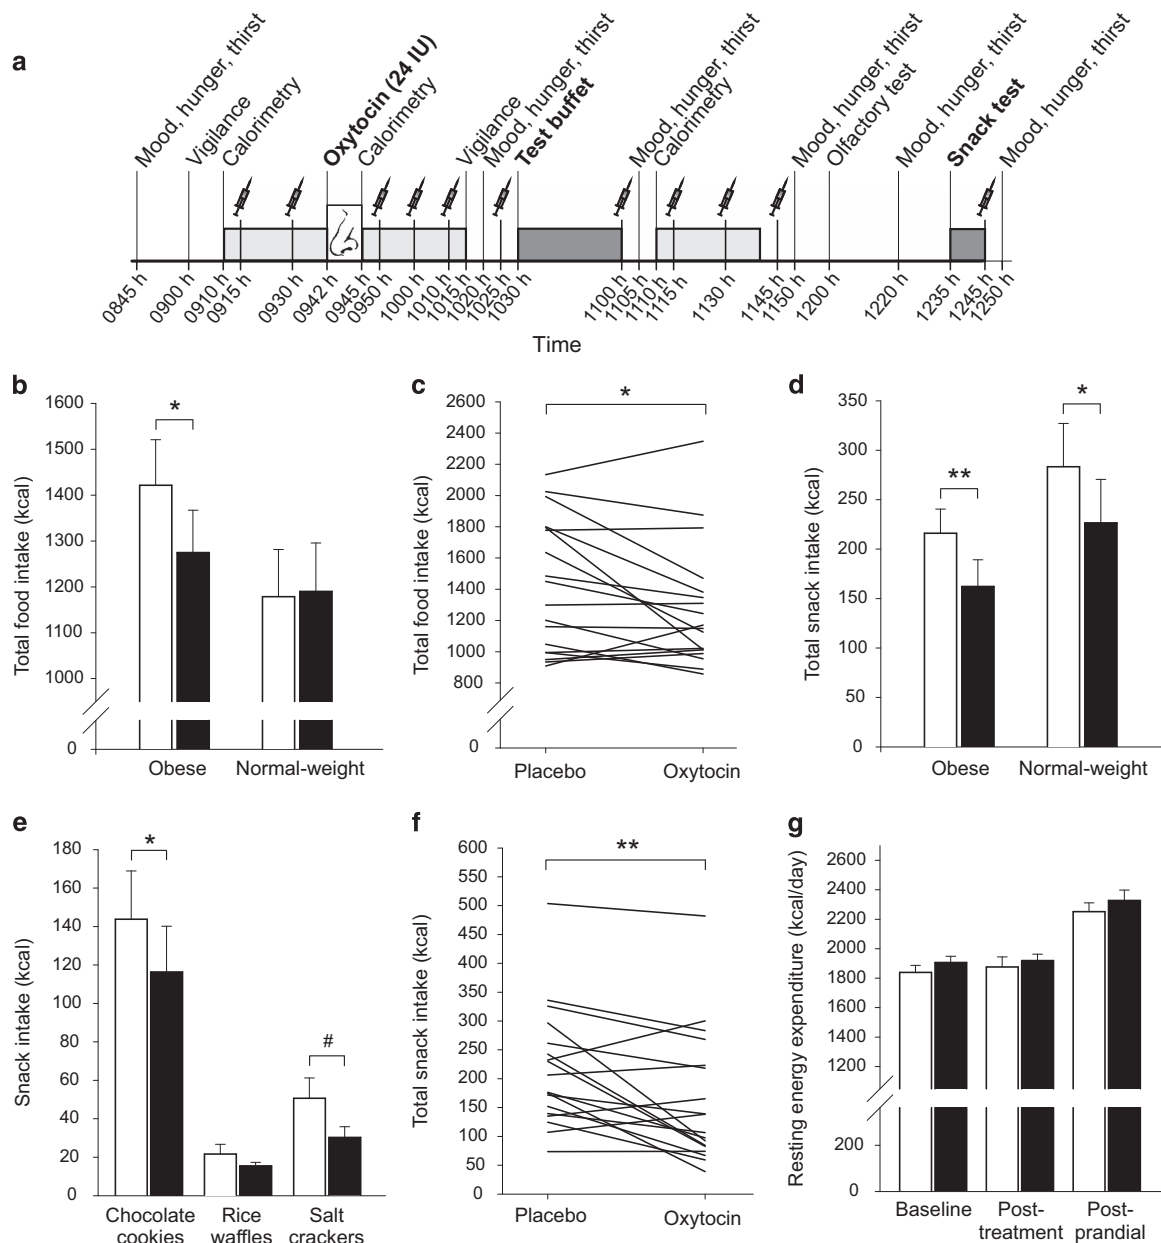 a
Mood, hunger, thirst
Vigilance
Calorimetry
Oxytocin (24 IU)
Calorimetry
Vigilance
Mood, hunger, thirst
Test buffet
Mood, hunger, thirst
Calorimetry
Mood, hunger, thirst
Olfactory test
Mood, hunger, thirst
Snack test
Mood, hunger, thirst
0845 h
0900 h
0910 h
0915 h
0930 h
0942 h
0945 h
0950 h
1000 h
1010 h
1015 h
1020 h
1025 h
1030 h
1100 h
1105 h
1110 h
1115 h
1130 h
1145 h
1150 h
1200 h
1220 h
1235 h
1245 h
1250 h
Time
b
Total food intake (kcal)
1600
1500
1400
1300
1200
1100
1000
0
*
Obese
Normal-weight
c
Total food intake (kcal)
2600
2400
2200
2000
1800
1600
1400
1200
1000
800
0
*
Placebo
Oxytocin
d
Total snack intake (kcal)
350
300
250
200
150
100
50
0
**
*
Obese
Normal-weight
e
Snack intake (kcal)
180
160
140
120
100
80
60
40
20
0
*
#
Chocolate
cookies
Rice
waffles
Salt
crackers
f
Total snack intake (kcal)
600
550
500
450
400
350
300
250
200
150
100
50
0
**
Placebo
Oxytocin
g
Resting energy expenditure (kcal/day)
2600
2400
2200
2000
1800
1600
1400
1200
200
0
Baseline
Post-
treatment
Post-
prandial